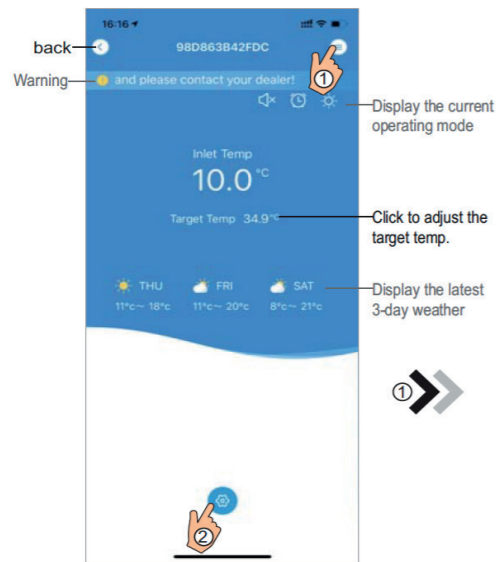 16:16
back
98D863B42FDC
Warning
and please contact your dealer!
①
Display the current
operating mode
Inlet Temp
10.0 °C
Target Temp 34.9°C
Click to adjust the
target temp.
THU FRI SAT
11°c～ 18°c 11°c～ 20°c 8°c～ 21°c
Display the latest
3-day weather
①
②